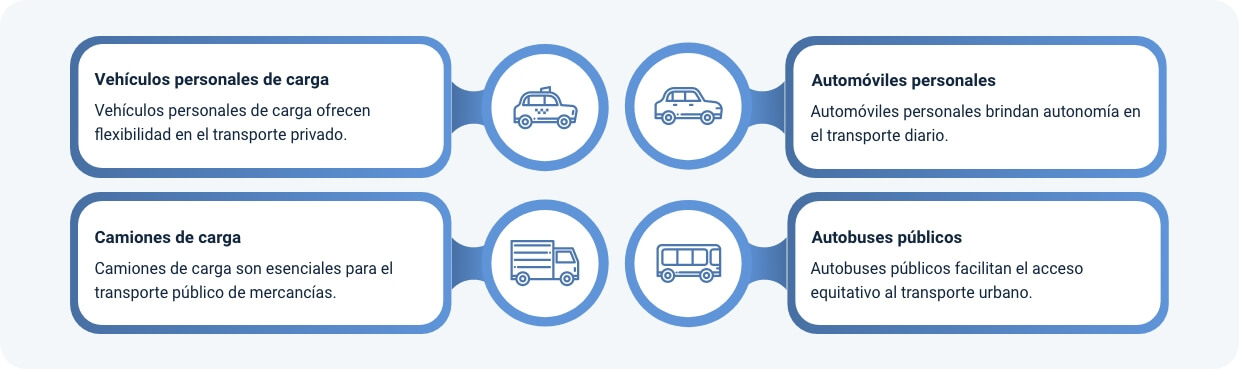 Vehículos personales de carga
Vehículos personales de carga ofrecen
flexibilidad en el transporte privado.
Automóviles personales
Automóviles personales brindan autonomía en
el transporte diario.
Camiones de carga
Camiones de carga son esenciales para el
transporte público de mercancías.
Autobuses públicos
Autobuses públicos facilitan el acceso
equitativo al transporte urbano.